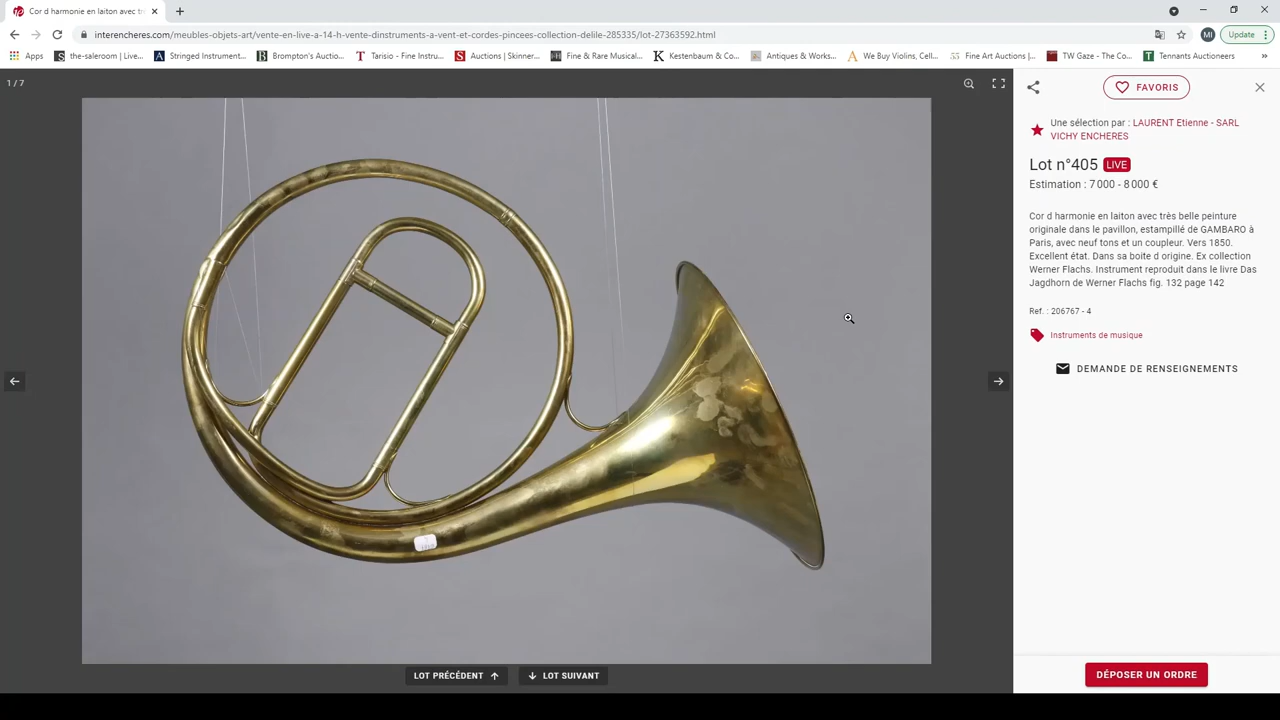 Cor d harmonie en laiton avec trè
interencheres.com/meubles-objets-art/vente-en-live-a-14-h-vente-dinstruments-a-vent-et-cordes-pincees-collection-delile-285335/lot-27363592.html
MI
Update
Apps
the-saleroom | Live...
Stringed Instrument...
Brompton's Auctio...
Tarisio - Fine Instru...
Auctions | Skinner...
Fine & Rare Musical...
Kestenbaum & Co...
Antiques & Works...
We Buy Violins, Cell...
Fine Art Auctions |...
TW Gaze - The Co...
Tennants Auctioneers
1 / 7
FAVORIS
Une sélection par : LAURENT Etienne - SARL
VICHY ENCHERES
Lot n°405 LIVE
Estimation : 7 000 - 8 000 €
Cor d harmonie en laiton avec très belle peinture
originale dans le pavillon, estampillé de GAMBARO à
Paris, avec neuf tons et un coupleur. Vers 1850.
Excellent état. Dans sa boite d origine. Ex collection
Werner Flachs. Instrument reproduit dans le livre Das
Jagdhorn de Werner Flachs fig. 132 page 142
Ref. : 206767 - 4
Instruments de musique
DEMANDE DE RENSEIGNEMENTS
LOT PRÉCÉDENT
LOT SUIVANT
DÉPOSER UN ORDRE